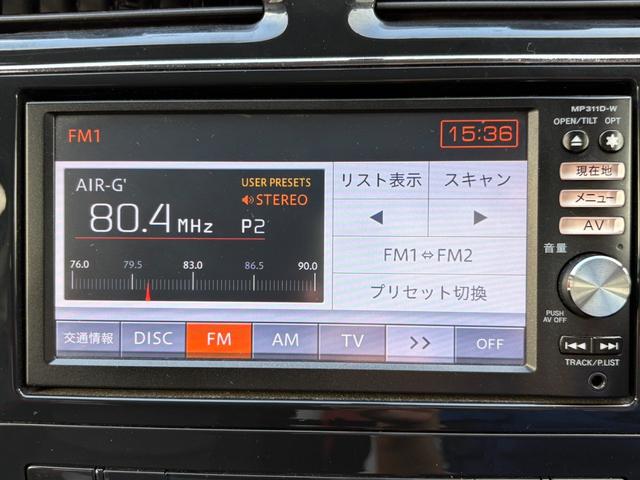 MP311D-W
OPEN/TILT OPT
FM1
15:36
現在地
メニュー
AV
AIR-G'
USER PRESETS
STEREO
80.4 MHz P2
76.0 79.5 83.0 86.5 90.0
リスト表示 スキャン
◀ ▶
FM1⇔FM2
プリセット切換
音量
PUSH
AV OFF
交通情報 DISC FM AM TV >> OFF
TRACK/P.LIST